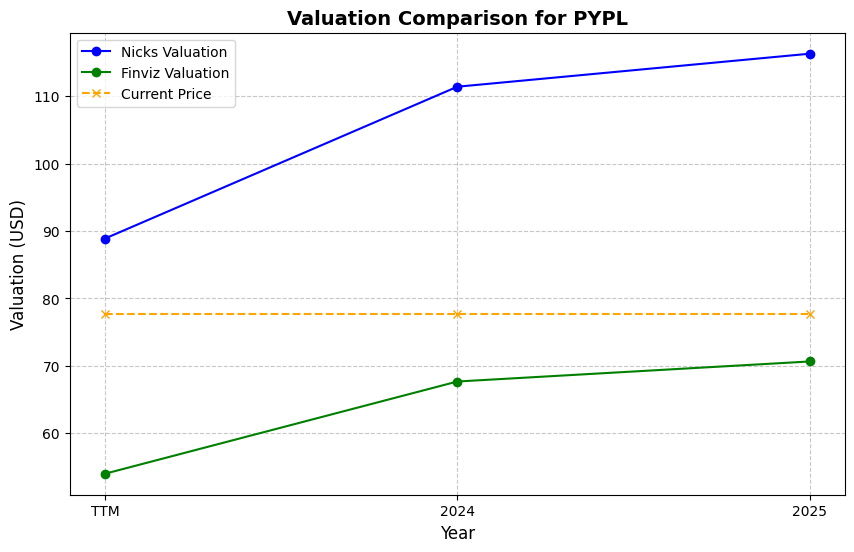 Valuation Comparison for PYPL
Nicks Valuation
Finviz Valuation
Current Price
Valuation (USD)
110
100
90
80
70
60
TTM
2024
2025
Year